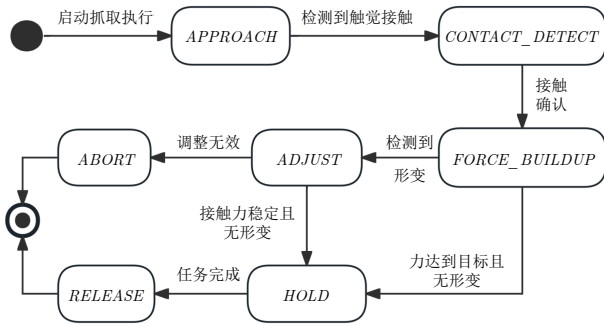 启动抓取执行
APPROACH
检测到触觉接触
CONTACT_DETECT
接触
确认
ABORT
调整无效
ADJUST
检测到
形变
FORCE_BUILDUP
接触力稳定且
无形变
力达到目标且
无形变
RELEASE
任务完成
HOLD